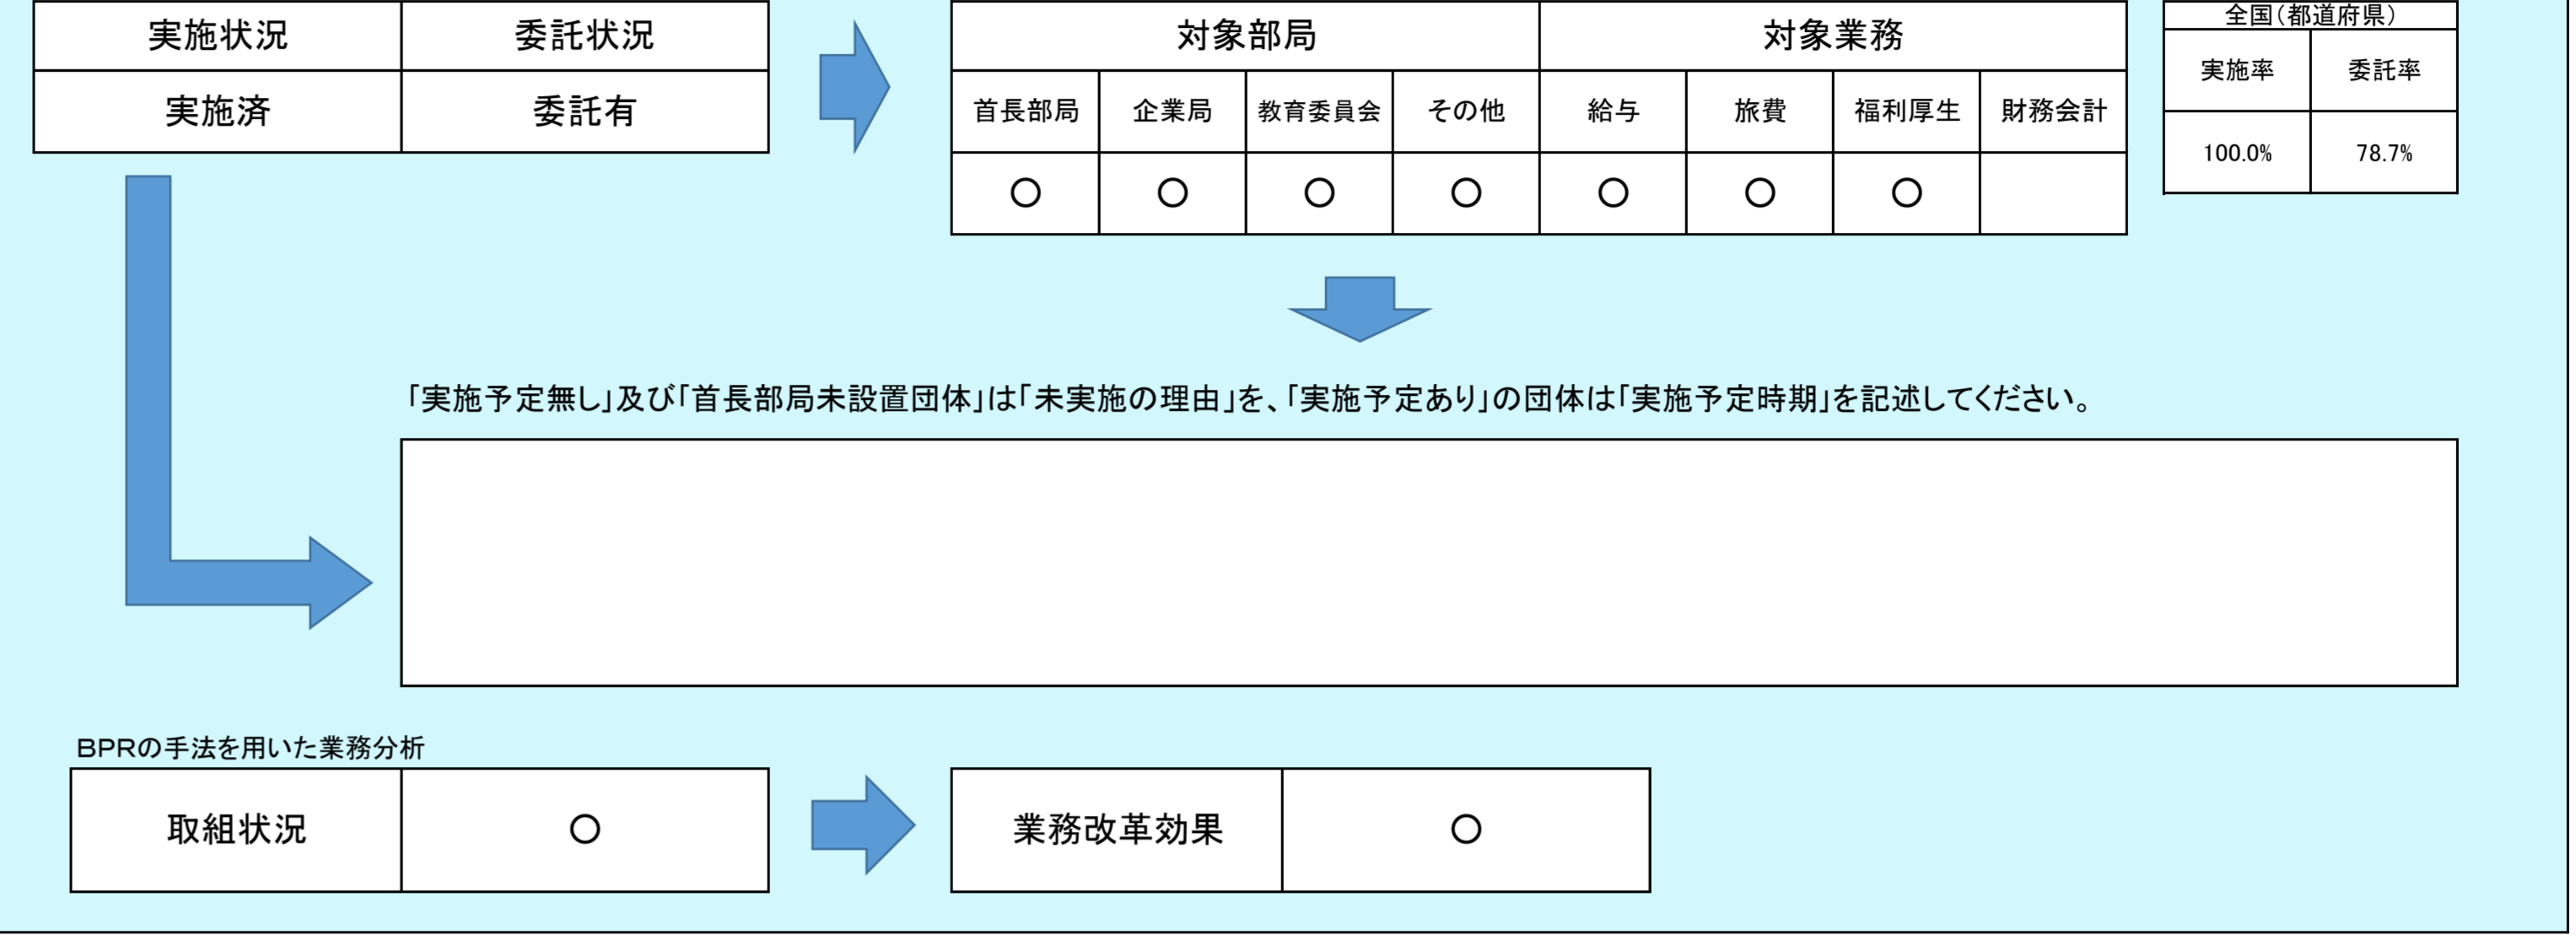 実施状況 委託状況
実施済 委託有
対象部局 対象業務
首長部局 企業局 教育委員会 その他 給与 旅費 福利厚生 財務会計
〇 〇 〇 〇 〇 〇 〇
全国(都道府県)
実施率 委託率
100.0% 78.7%
「実施予定無し」及び「首長部局未設置団体」は「未実施の理由」を、「実施予定あり」の団体は「実施予定時期」を記述してください。
BPRの手法を用いた業務分析
取組状況 〇
業務改革効果 〇